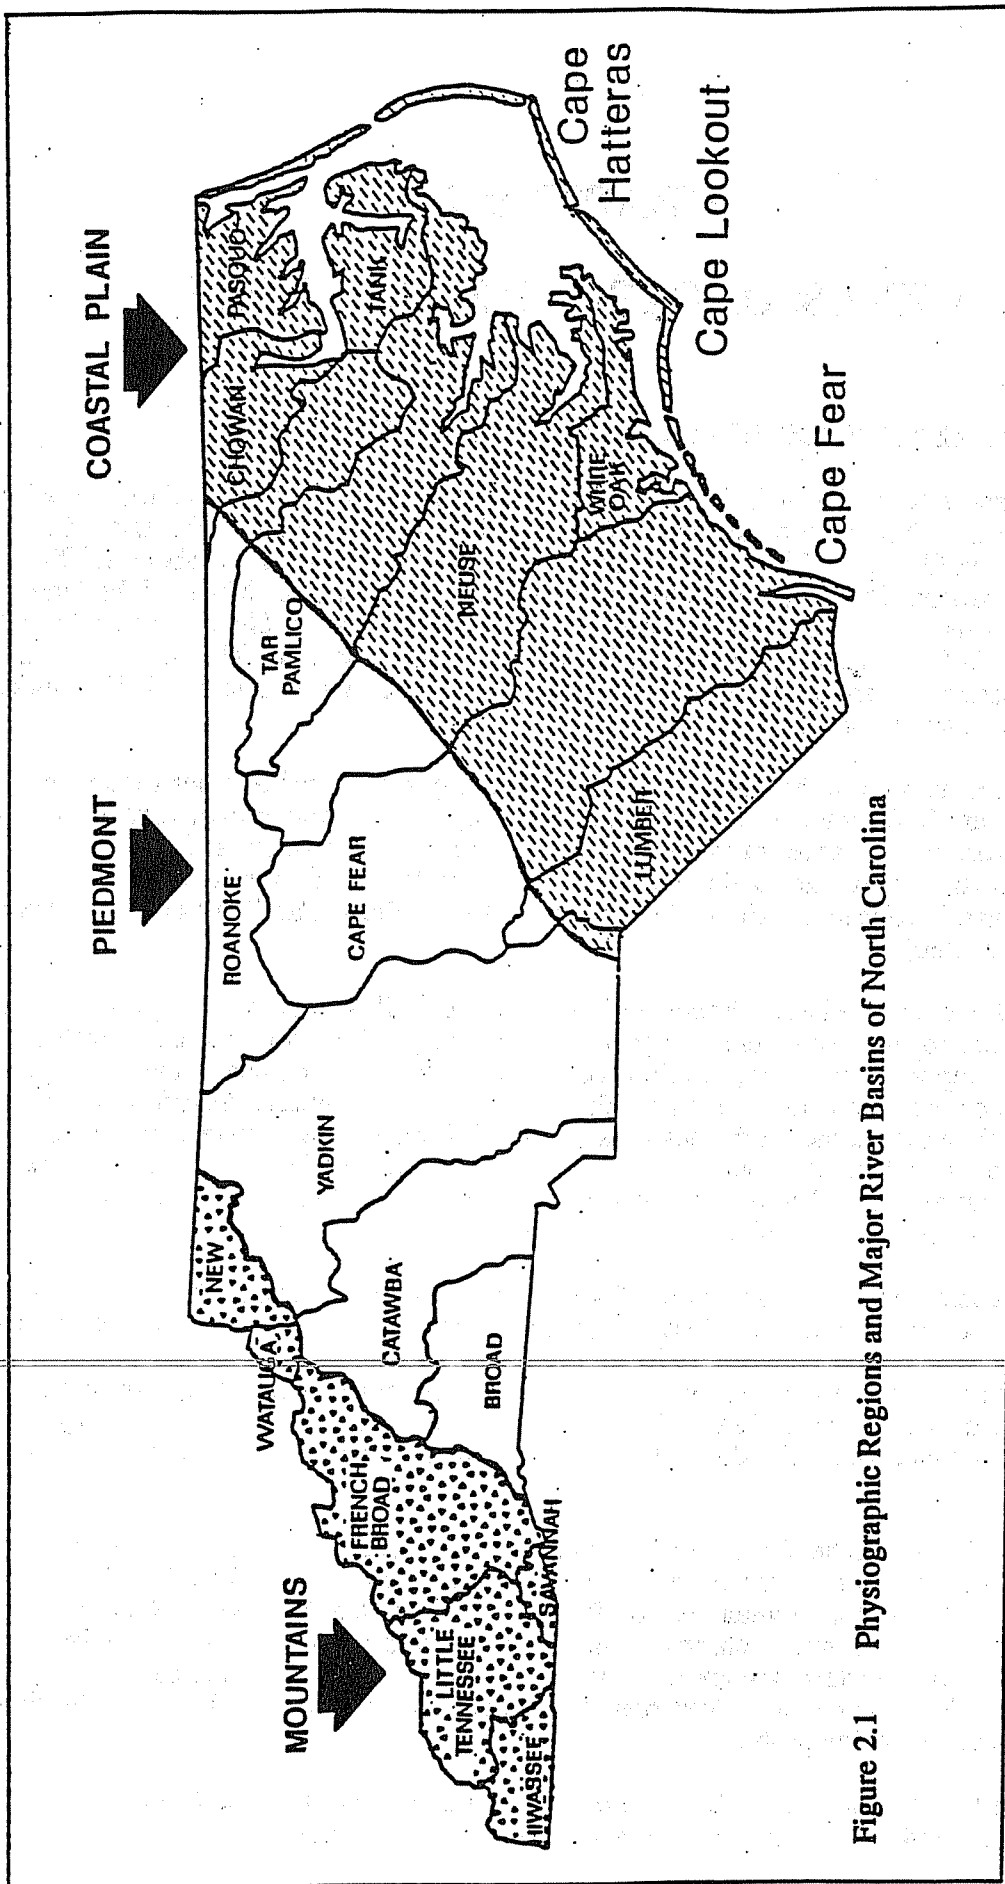 COASTAL PLAIN
PIEDMONT
MOUNTAINS
PASQUO-
TANK
CHOWAN
TAR
PAMLICO
NEUSE
WHITE
OAK
ROANOKE
CAPE FEAR
LUMBER
YADKIN
NEW
WATAUGA
CATAWBA
BROAD
FRENCH
BROAD
LITTLE
TENNESSEE
SAVANNAH
HIWASSEE
Cape
Hatteras
Cape Lookout
Cape Fear
Figure 2.1 Physiographic Regions and Major River Basins of North Carolina